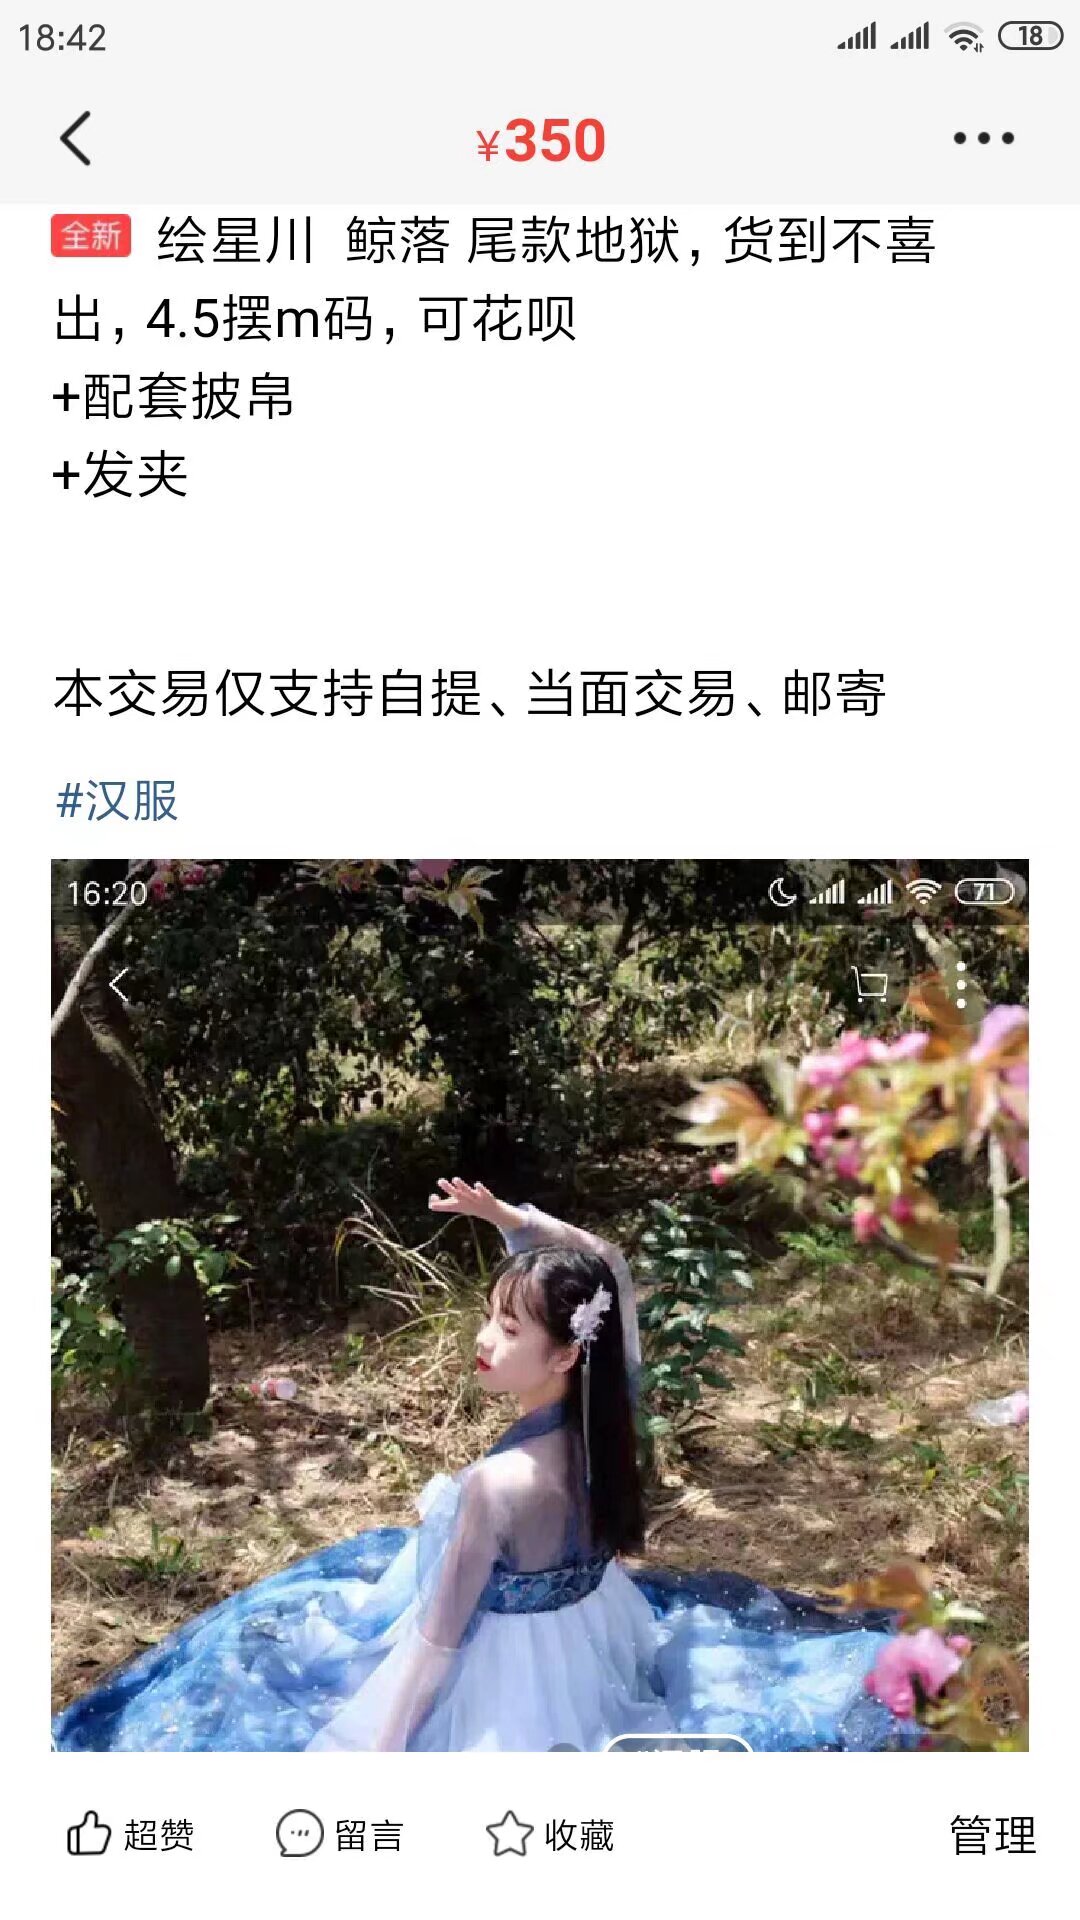 18:42
18
¥350
全新 绘星川 鲸落 尾款地狱，货到不喜
出，4.5摆m码，可花呗
+配套披帛
+发夹
本交易仅支持自提、当面交易、邮寄
#汉服
16:20
71
超赞
留言
收藏
管理